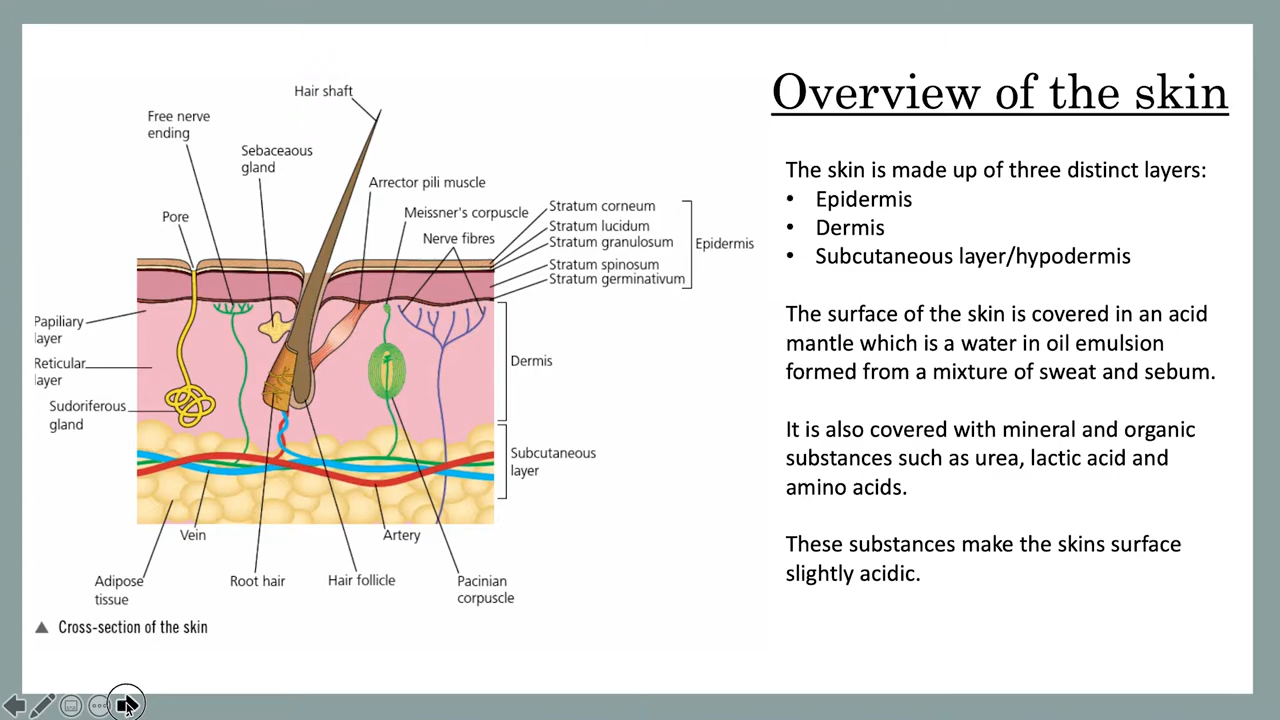 Overview of the skin
Hair shaft
Free nerve
ending
Sebaceaous
gland
Arrector pili muscle
Pore
Meissner's corpuscle
Nerve fibres
Stratum corneum
Stratum lucidum
Stratum granulosum
Stratum spinosum
Stratum germinativum
Epidermis
Papillary
layer
Reticular
layer
Sudoriferous
gland
Dermis
Subcutaneous
layer
Vein
Artery
Adipose
tissue
Root hair
Hair follicle
Pacinian
corpuscle
▲ Cross-section of the skin
The skin is made up of three distinct layers:
• Epidermis
• Dermis
• Subcutaneous layer/hypodermis
The surface of the skin is covered in an acid
mantle which is a water in oil emulsion
formed from a mixture of sweat and sebum.
It is also covered with mineral and organic
substances such as urea, lactic acid and
amino acids.
These substances make the skins surface
slightly acidic.